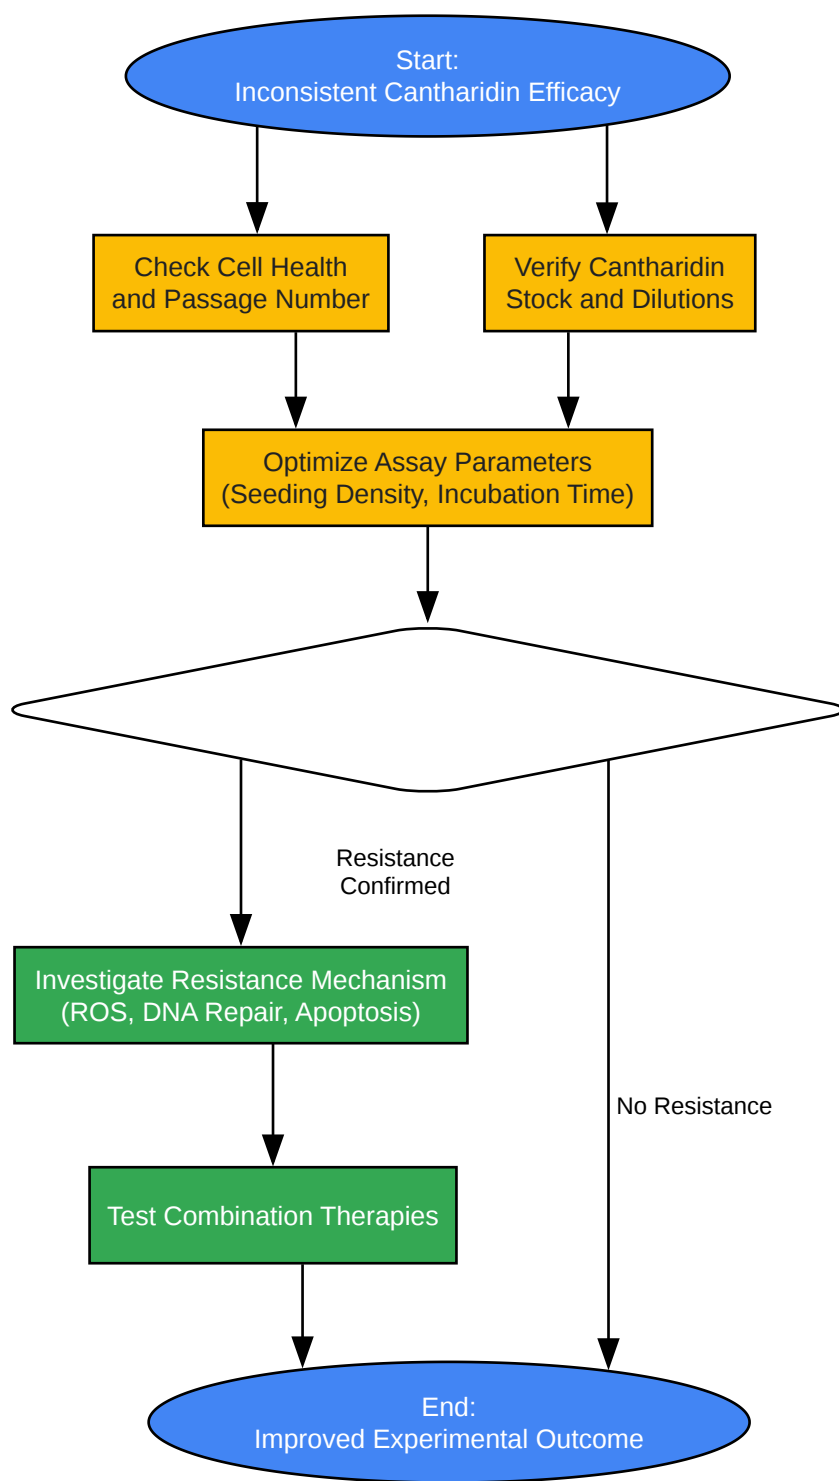 Start:
Inconsistent Cantharidin Efficacy
Check Cell Health
and Passage Number
Verify Cantharidin
Stock and Dilutions
Optimize Assay Parameters
(Seeding Density, Incubation Time)
Resistance
Confirmed
Investigate Resistance Mechanism
(ROS, DNA Repair, Apoptosis)
No Resistance
Test Combination Therapies
End:
Improved Experimental Outcome